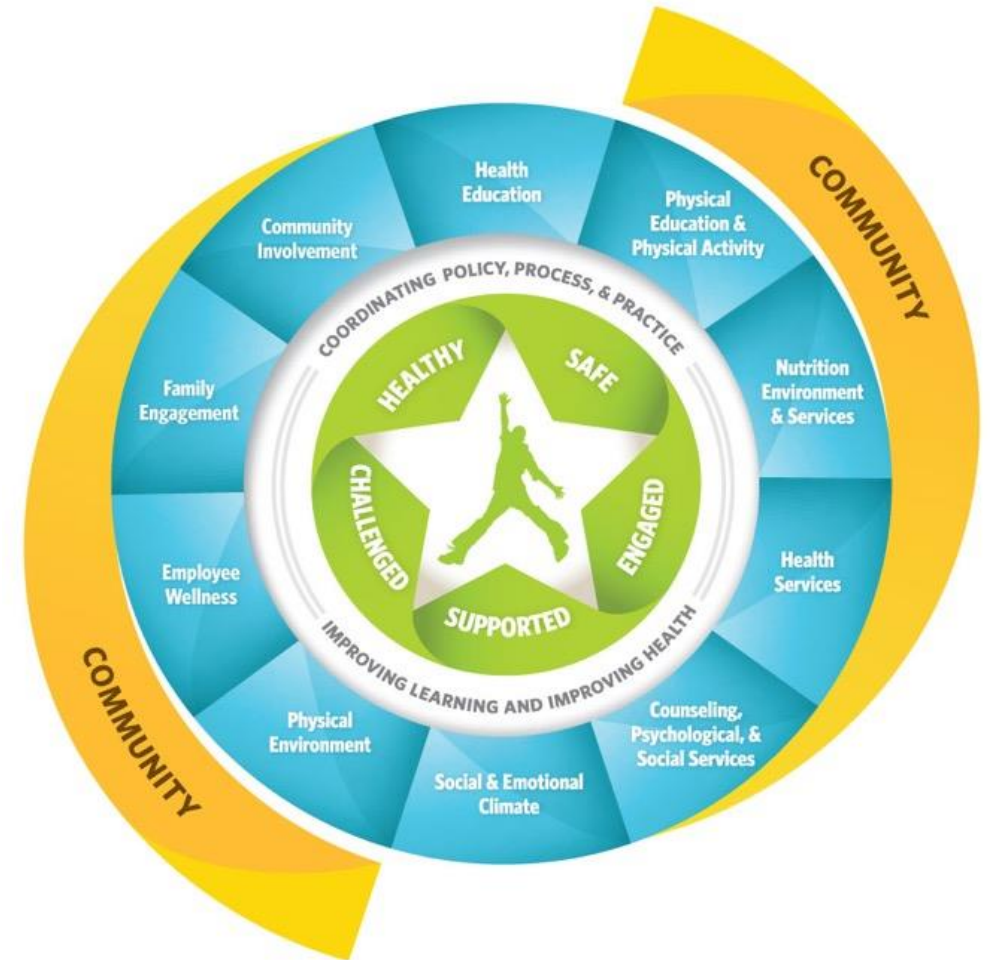 COMMUNITY
Health
Education
Physical
Education &
Physical Activity
Nutrition
Environment
& Services
Health
Services
Counseling,
Psychological, &
Social Services
Social & Emotional
Climate
Physical
Environment
Employee
Wellness
Family
Engagement
Community
Involvement
COORDINATING POLICY, PROCESS, & PRACTICE
IMPROVING LEARNING AND IMPROVING HEALTH
HEALTHY
SAFE
ENGAGED
SUPPORTED
CHALLENGED
COMMUNITY